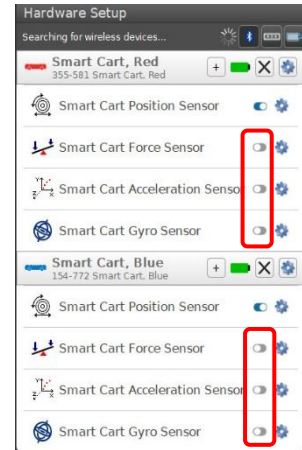 Hardware Setup
Searching for wireless devices...
Smart Cart, Red
355-581 Smart Cart, Red
Smart Cart Position Sensor
Smart Cart Force Sensor
Smart Cart Acceleration Sensor
Smart Cart Gyro Sensor
Smart Cart, Blue
154-772 Smart Cart, Blue
Smart Cart Position Sensor
Smart Cart Force Sensor
Smart Cart Acceleration Sensor
Smart Cart Gyro Sensor